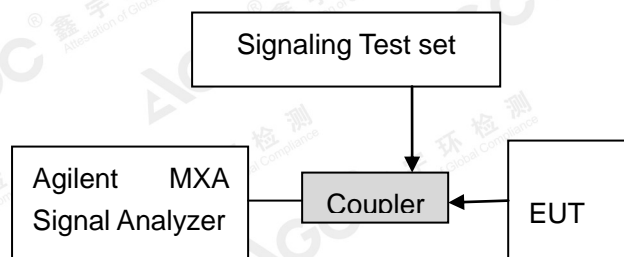 Signaling Test set
Agilent MXA
Signal Analyzer
Coupler
EUT